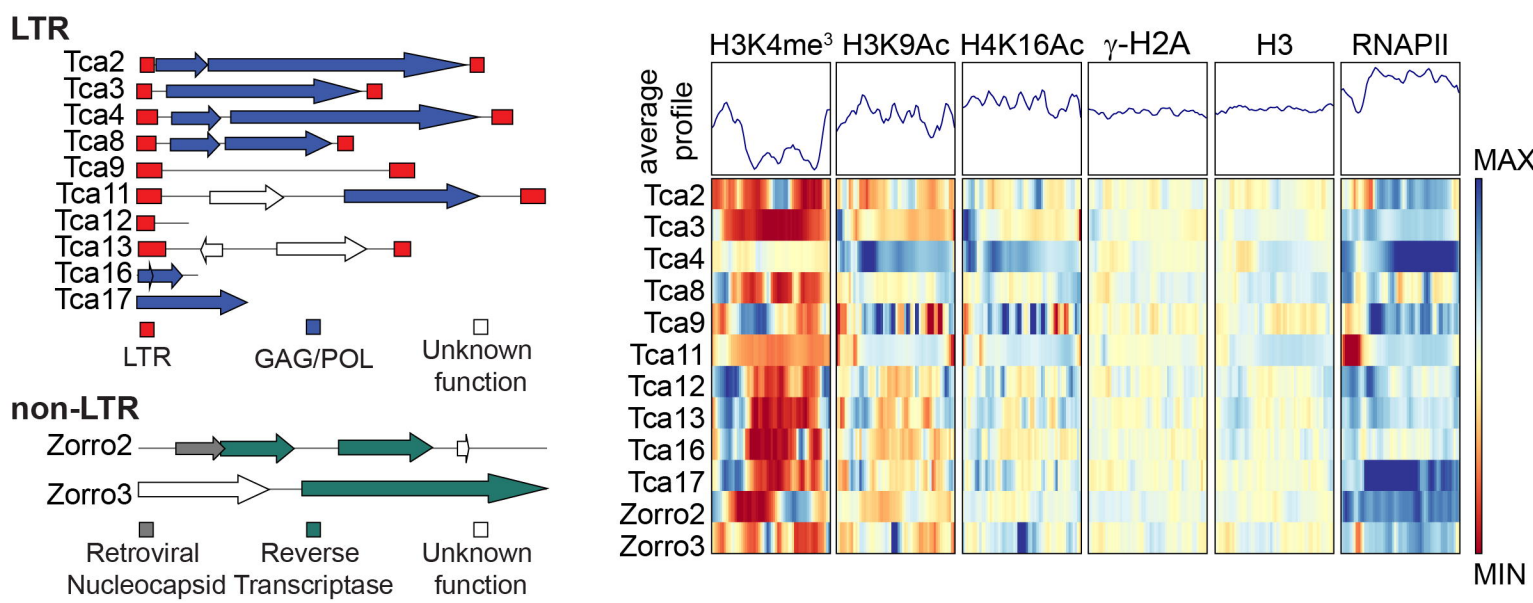 LTR
Tca2
Tca3
Tca4
Tca8
Tca9
Tca11
Tca12
Tca13
Tca16
Tca17
LTR
GAG/POL
Unknown
function
non-LTR
Zorro2
Zorro3
Retroviral
Nucleocapsid
Reverse
Transcriptase
Unknown
function
H3K4me³
H3K9Ac
H4K16Ac
γ-H2A
H3
RNAPII
average
profile
Tca2
Tca3
Tca4
Tca8
Tca9
Tca11
Tca12
Tca13
Tca16
Tca17
Zorro2
Zorro3
MAX
MIN